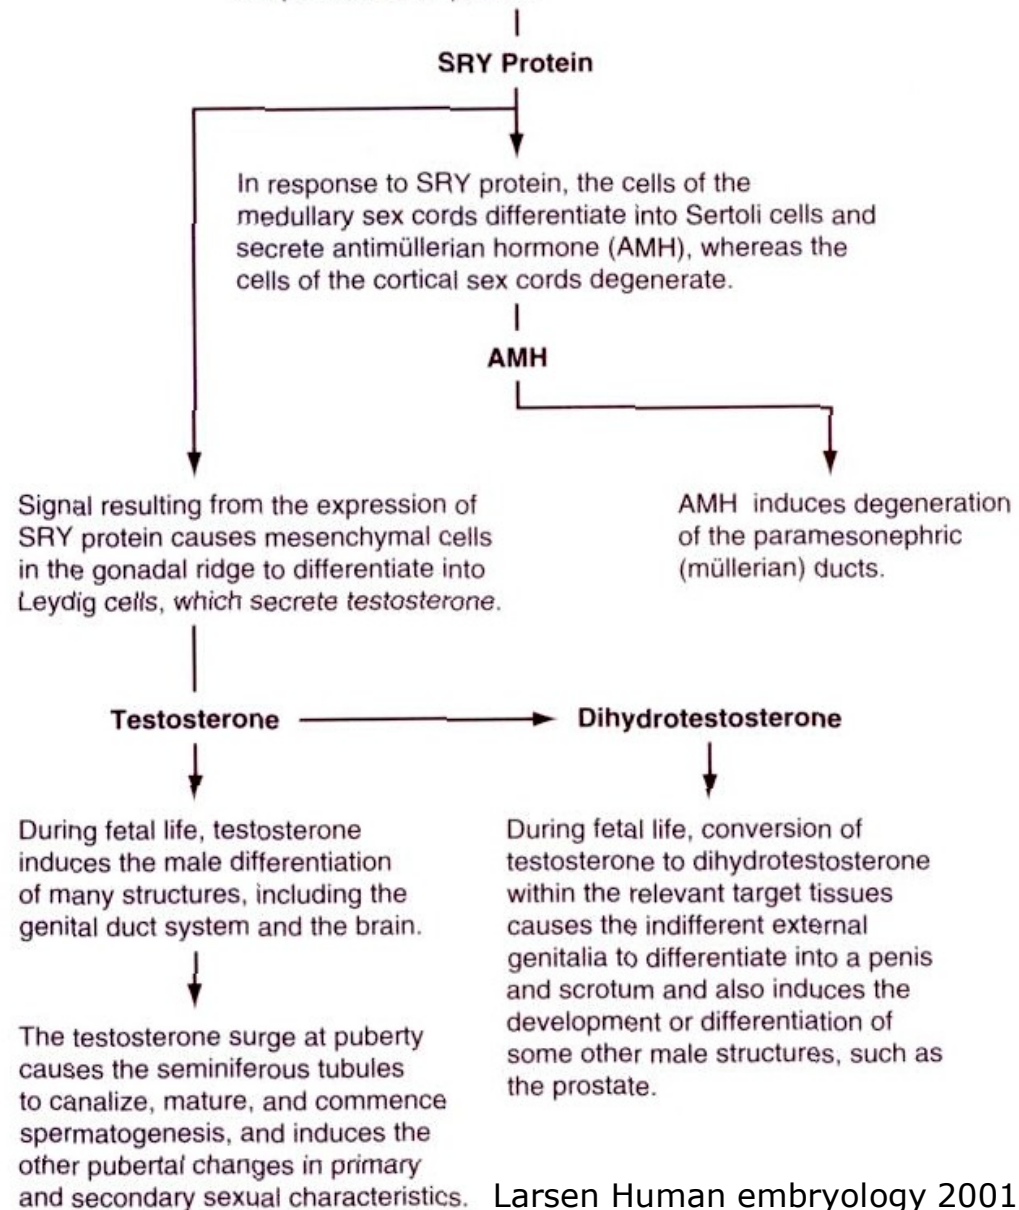 SRY Protein
In response to SRY protein, the cells of the
medullary sex cords differentiate into Sertoli cells and
secrete antimüllerian hormone (AMH), whereas the
cells of the cortical sex cords degenerate.
AMH
Signal resulting from the expression of
SRY protein causes mesenchymal cells
in the gonadal ridge to differentiate into
Leydig cells, which secrete testosterone.
AMH induces degeneration
of the paramesonephric
(müllerian) ducts.
Testosterone
Dihydrotestosterone
During fetal life, testosterone
induces the male differentiation
of many structures, including the
genital duct system and the brain.
The testosterone surge at puberty
causes the seminiferous tubules
to canalize, mature, and commence
spermatogenesis, and induces the
other pubertal changes in primary
and secondary sexual characteristics.
During fetal life, conversion of
testosterone to dihydrotestosterone
within the relevant target tissues
causes the indifferent external
genitalia to differentiate into a penis
and scrotum and also induces the
development or differentiation of
some other male structures, such as
the prostate.
Larsen Human embryology 2001